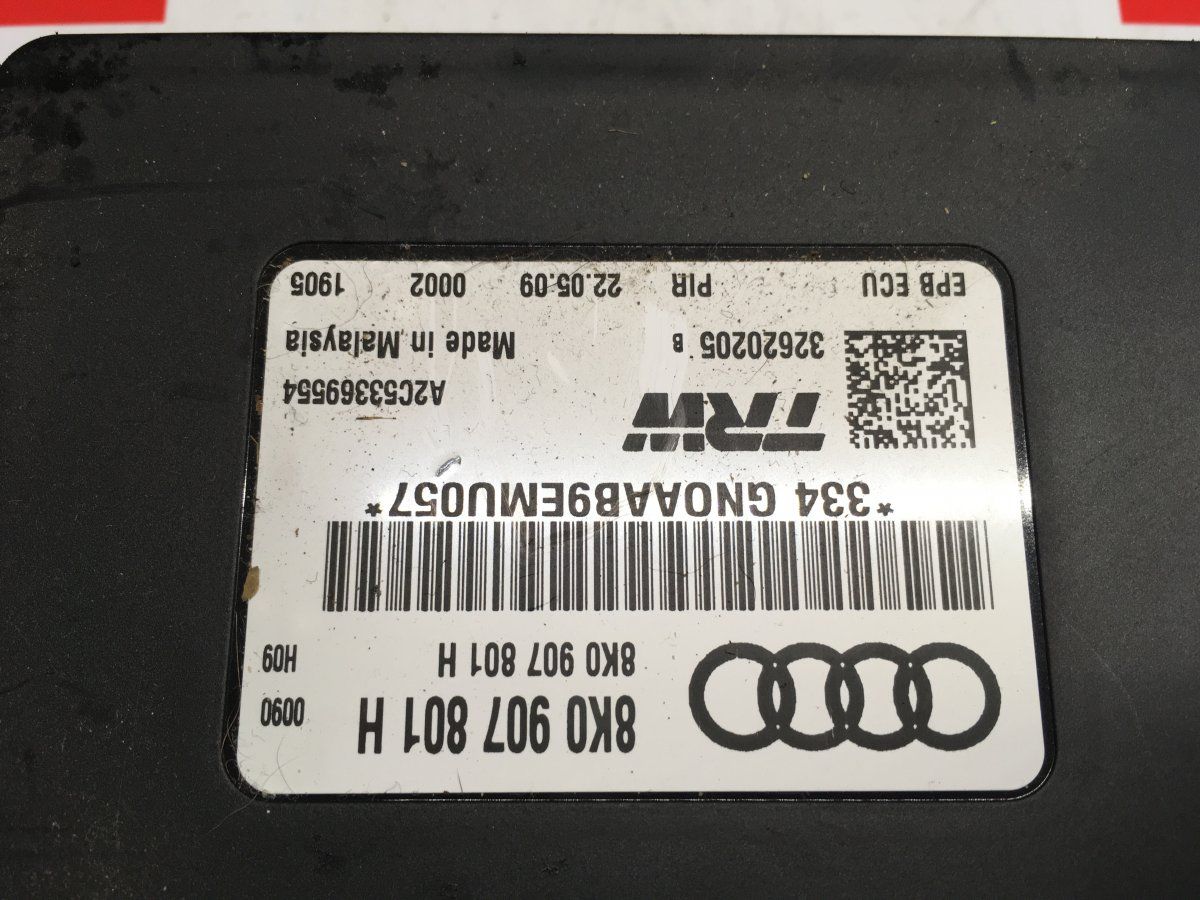 8K0 907 801 H 0090
8K0 907 801 H H09
*334 GNOAAB9EMU057*
TRW A2C53369554
32620205 B Made in Malaysia
EPB ECU PIR 22.05.09 0002 1905